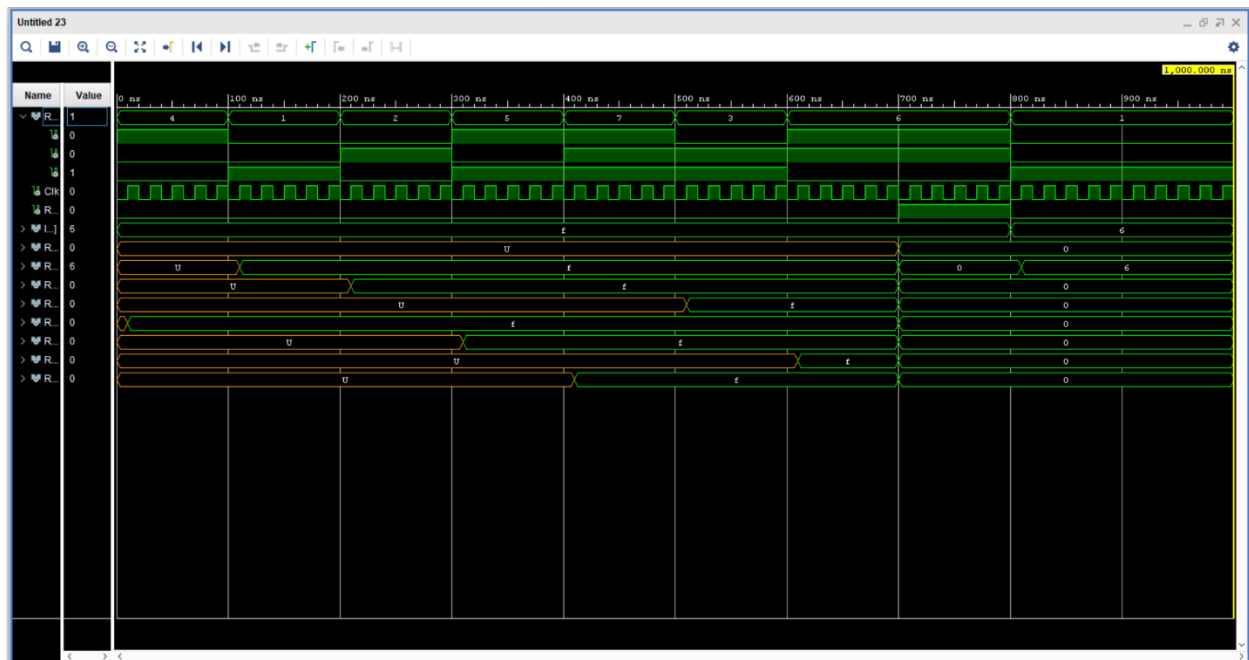 Untitled 23
1,000.000 ns
Name Value 0 ns 100 ns 200 ns 300 ns 400 ns 500 ns 600 ns 700 ns 800 ns 900 ns
R... 1 4 1 2 5 7 3 6 1
0
0
1
Clk 0
R... 0
I...] 6 f 6
R... 0 U 0
R... 6 U f 0 6
R... 0 U f 0
R... 0 U f 0
R... 0 f 0
R... 0 U f 0
R... 0 U f 0
R... 0 U f 0